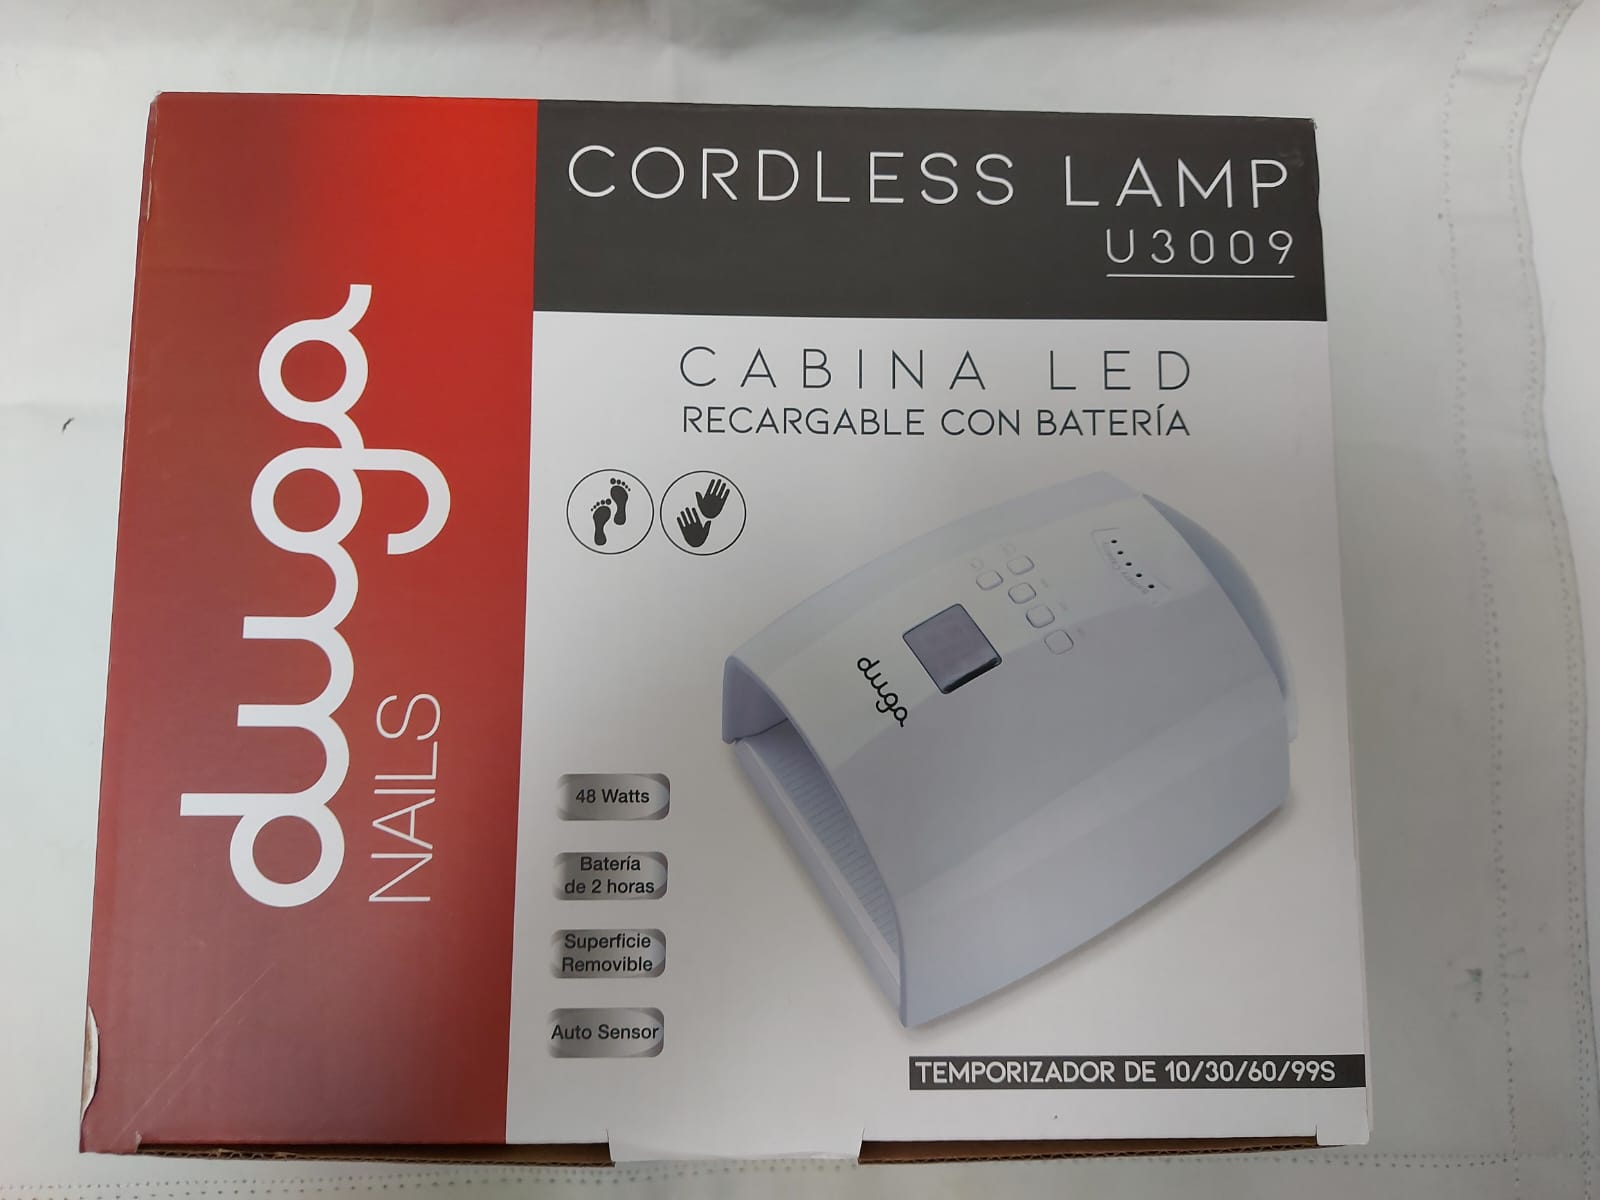 duga
NAILS
CORDLESS LAMP
U3009
CABINA LED
RECARGABLE CON BATERÍA
duga
48 Watts
Batería
de 2 horas
Superficie
Removible
Auto Sensor
TEMPORIZADOR DE 10/30/60/99S